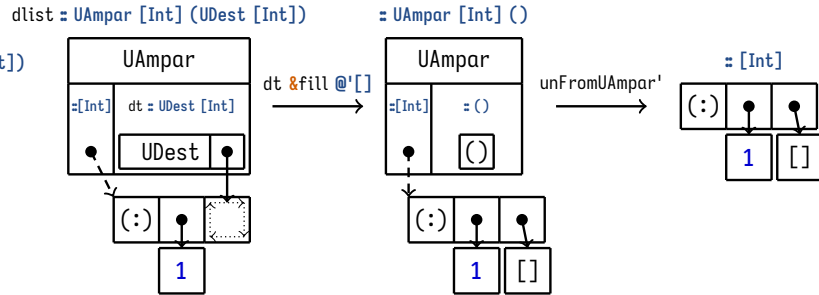 dlist :: UAmpar [Int] (UDest [Int])
:: UAmpar [Int] ()
t])
UAmpar
UAmpar
:: [Int]
::[Int]
dt :: UDest [Int]
dt &fill @'[]
::[Int]
:: ()
unFromUAmpar'
(:)
UDest
()
1
[]
(:)
(:)
1
1
[]